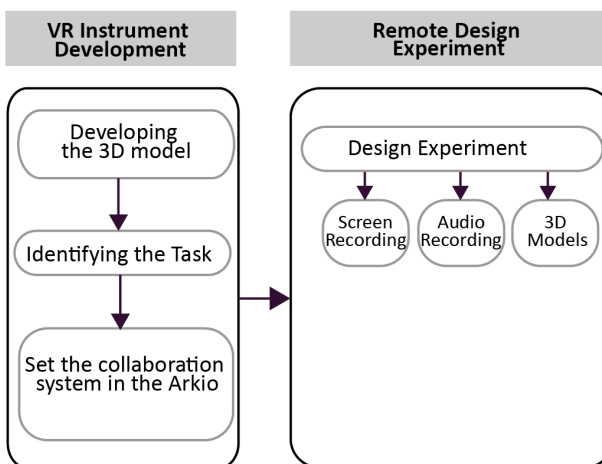 VR Instrument
Development
Remote Design
Experiment
Developing
the 3D model
Identifying the Task
Set the collaboration
system in the Arkio
Design Experiment
Screen
Recording
Audio
Recording
3D
Models